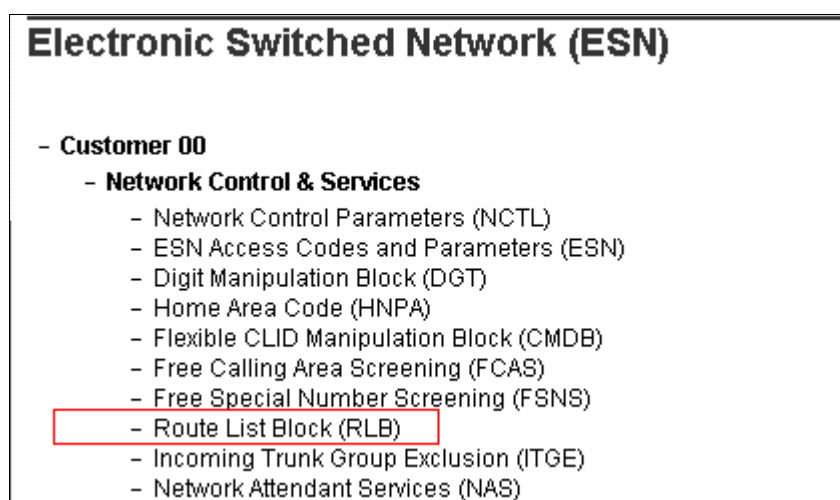 Electronic Switched Network (ESN)
– Customer 00
– Network Control & Services
– Network Control Parameters (NCTL)
– ESN Access Codes and Parameters (ESN)
– Digit Manipulation Block (DGT)
– Home Area Code (HNPA)
– Flexible CLID Manipulation Block (CMDB)
– Free Calling Area Screening (FCAS)
– Free Special Number Screening (FSNS)
– Route List Block (RLB)
– Incoming Trunk Group Exclusion (ITGE)
– Network Attendant Services (NAS)